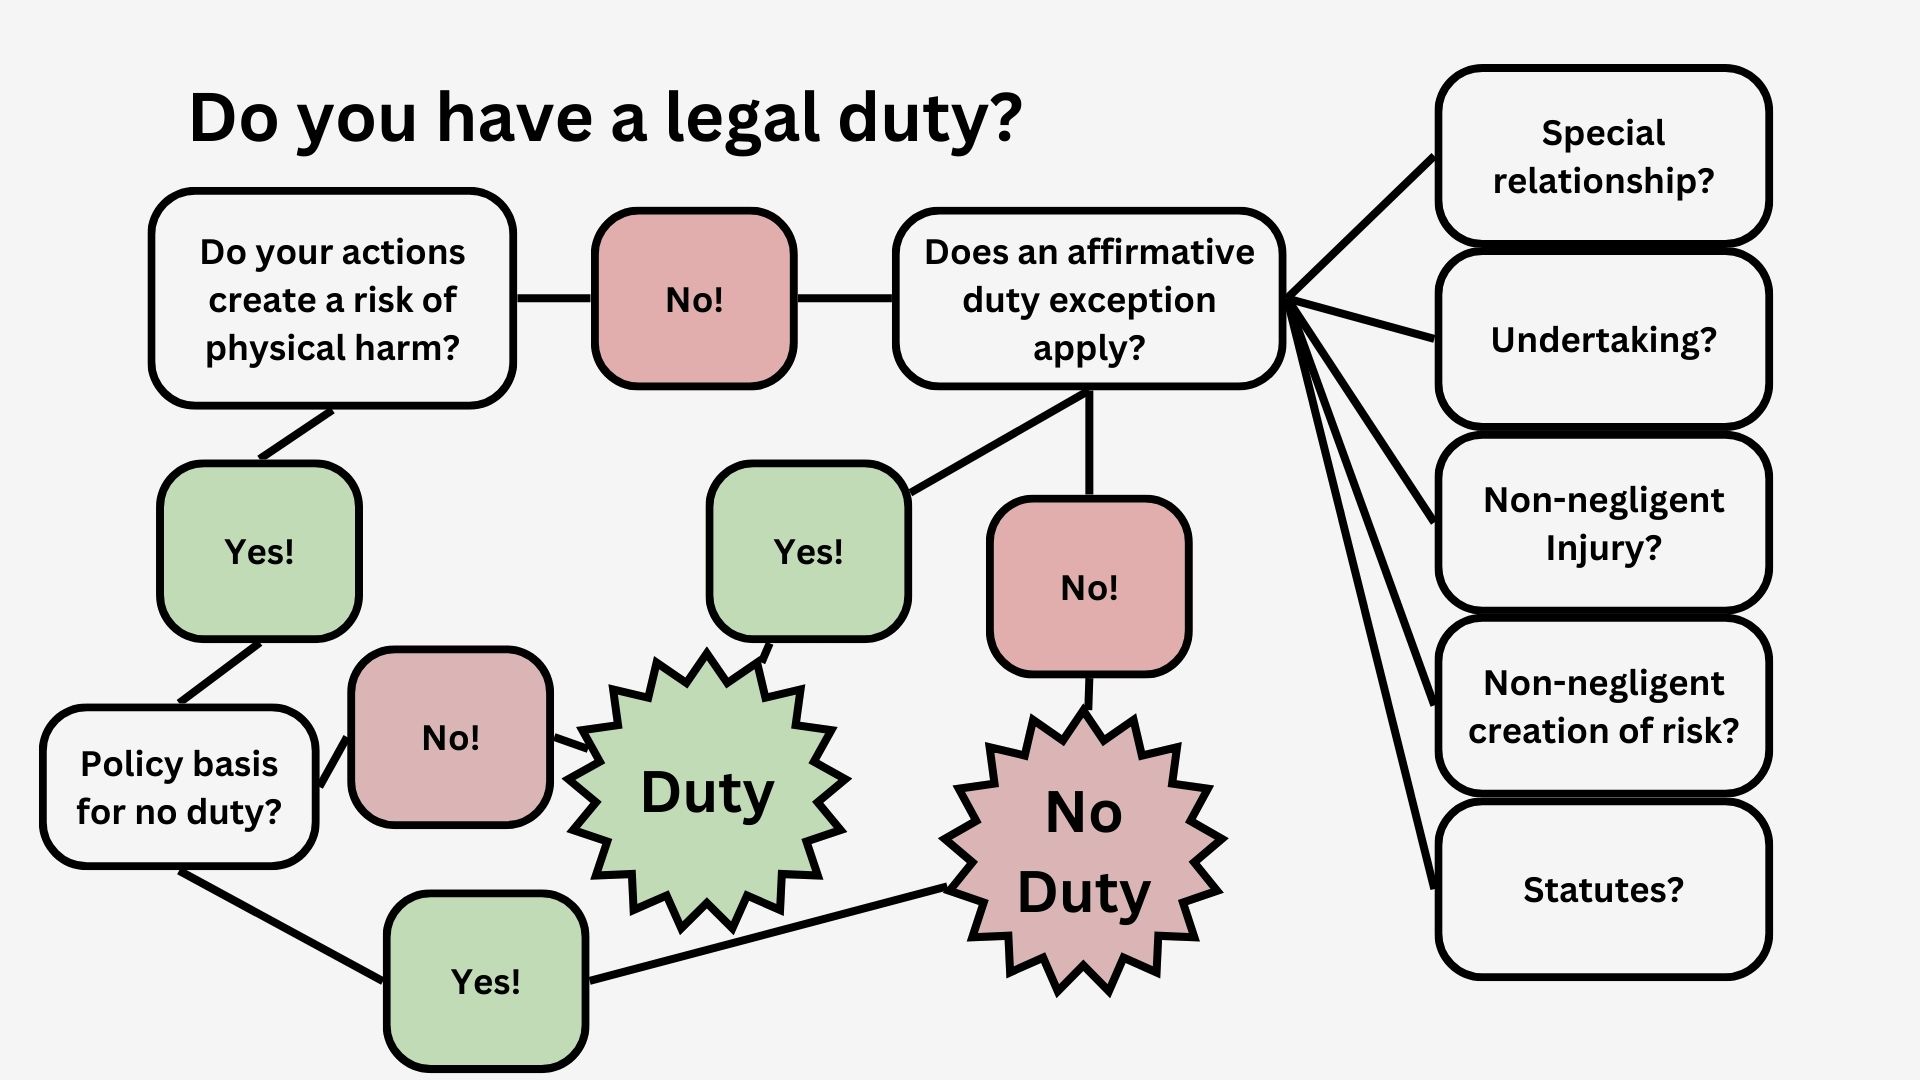 Do you have a legal duty?
Do your actions
create a risk of
physical harm?
No!
Does an affirmative
duty exception
apply?
Special
relationship?
Undertaking?
Non-negligent
Injury?
Non-negligent
creation of risk?
Statutes?
Yes!
Yes!
No!
Policy basis
for no duty?
No!
Duty
No
Duty
Yes!